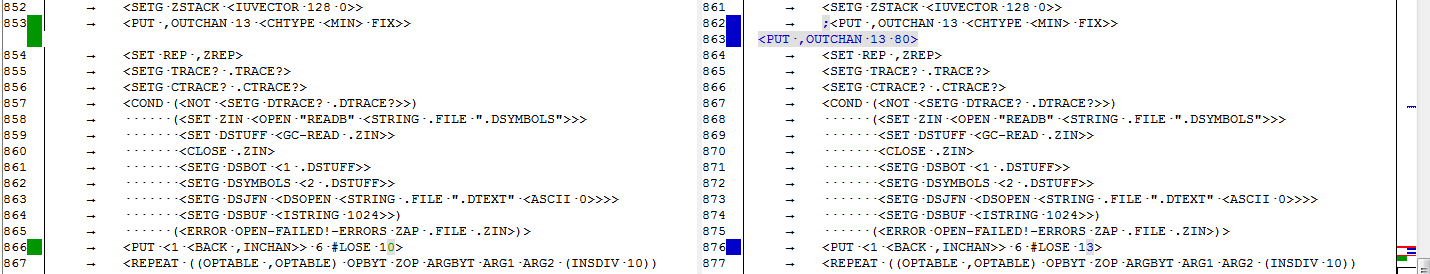 852 <SETG ZSTACK <IUVECTOR 128 0>>
853 <PUT ,OUTCHAN 13 <CHTYPE <MIN> FIX>>
854 <SET REP ,ZREP>
855 <SETG TRACE? .TRACE?>
856 <SETG CTRACE? .CTRACE?>
857 <COND (<NOT <SETG DTRACE? .DTRACE?>>)
858 (<SET ZIN <OPEN "READB" <STRING .FILE ".DSYMBOLS">>>
859 <SET DSTUFF <GC-READ .ZIN>>
860 <CLOSE .ZIN>
861 <SETG DSBOT <1 .DSTUFF>>
862 <SETG DSYMBOLS <2 .DSTUFF>>
863 <SETG DSJFN <DSOPEN <STRING .FILE ".DTEXT" <ASCII 0>>>>
864 <SETG DSBUF <ISTRING 1024>>)
865 (<ERROR OPEN-FAILED!-ERRORS ZAP .FILE .ZIN>)>
866 <PUT <1 <BACK ,INCHAN>> 6 #LOSE 10>
867 <REPEAT ((OPTABLE ,OPTABLE) OPBYT ZOP ARGBYT ARG1 ARG2 (INSDIV 10))
861 <SETG ZSTACK <IUVECTOR 128 0>>
862 ;<PUT ,OUTCHAN 13 <CHTYPE <MIN> FIX>>
863 <PUT ,OUTCHAN 13 80>
864 <SET REP ,ZREP>
865 <SETG TRACE? .TRACE?>
866 <SETG CTRACE? .CTRACE?>
867 <COND (<NOT <SETG DTRACE? .DTRACE?>>)
868 (<SET ZIN <OPEN "READB" <STRING .FILE ".DSYMBOLS">>>
869 <SET DSTUFF <GC-READ .ZIN>>
870 <CLOSE .ZIN>
871 <SETG DSBOT <1 .DSTUFF>>
872 <SETG DSYMBOLS <2 .DSTUFF>>
873 <SETG DSJFN <DSOPEN <STRING .FILE ".DTEXT" <ASCII 0>>>>
874 <SETG DSBUF <ISTRING 1024>>)
875 (<ERROR OPEN-FAILED!-ERRORS ZAP .FILE .ZIN>)>
876 <PUT <1 <BACK ,INCHAN>> 6 #LOSE 13>
877 <REPEAT ((OPTABLE ,OPTABLE) OPBYT ZOP ARGBYT ARG1 ARG2 (INSDIV 10))